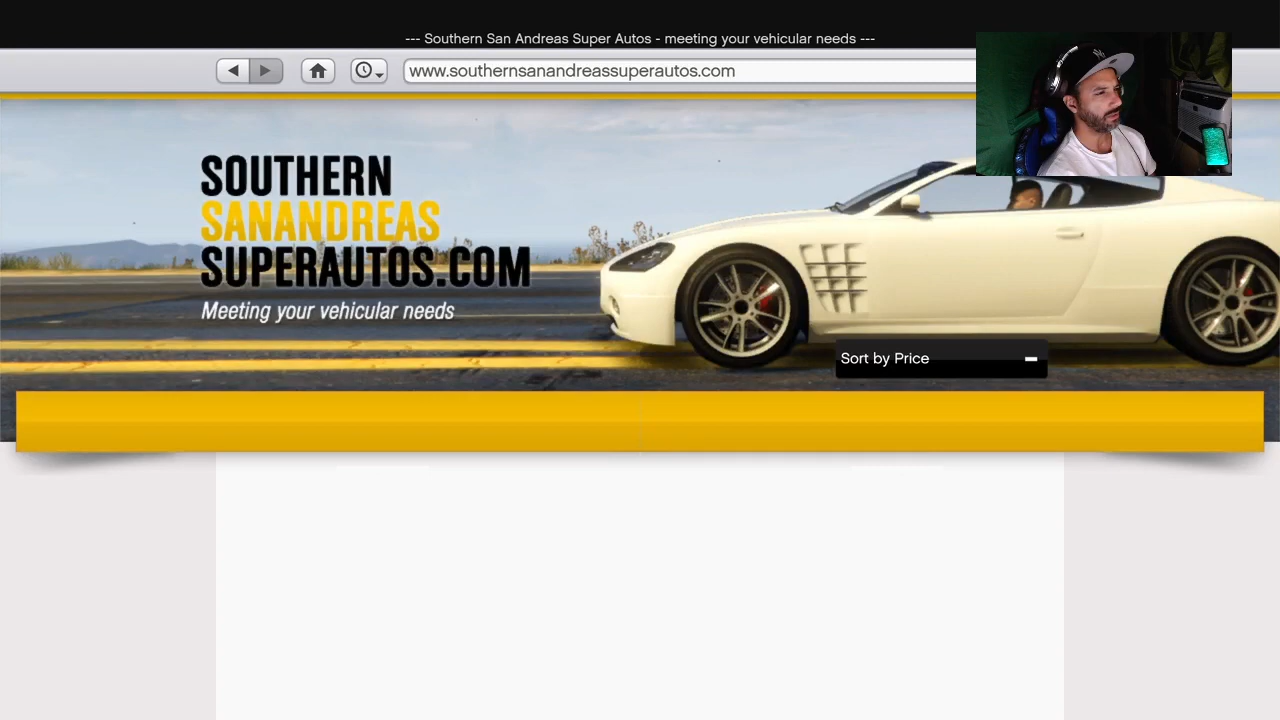 --- Southern San Andreas Super Autos - meeting your vehicular needs ---
www.southernsanandreassuperautos.com
SOUTHERN
SANANDREAS
SUPERAUTOS.COM
Meeting your vehicular needs
Sort by Price